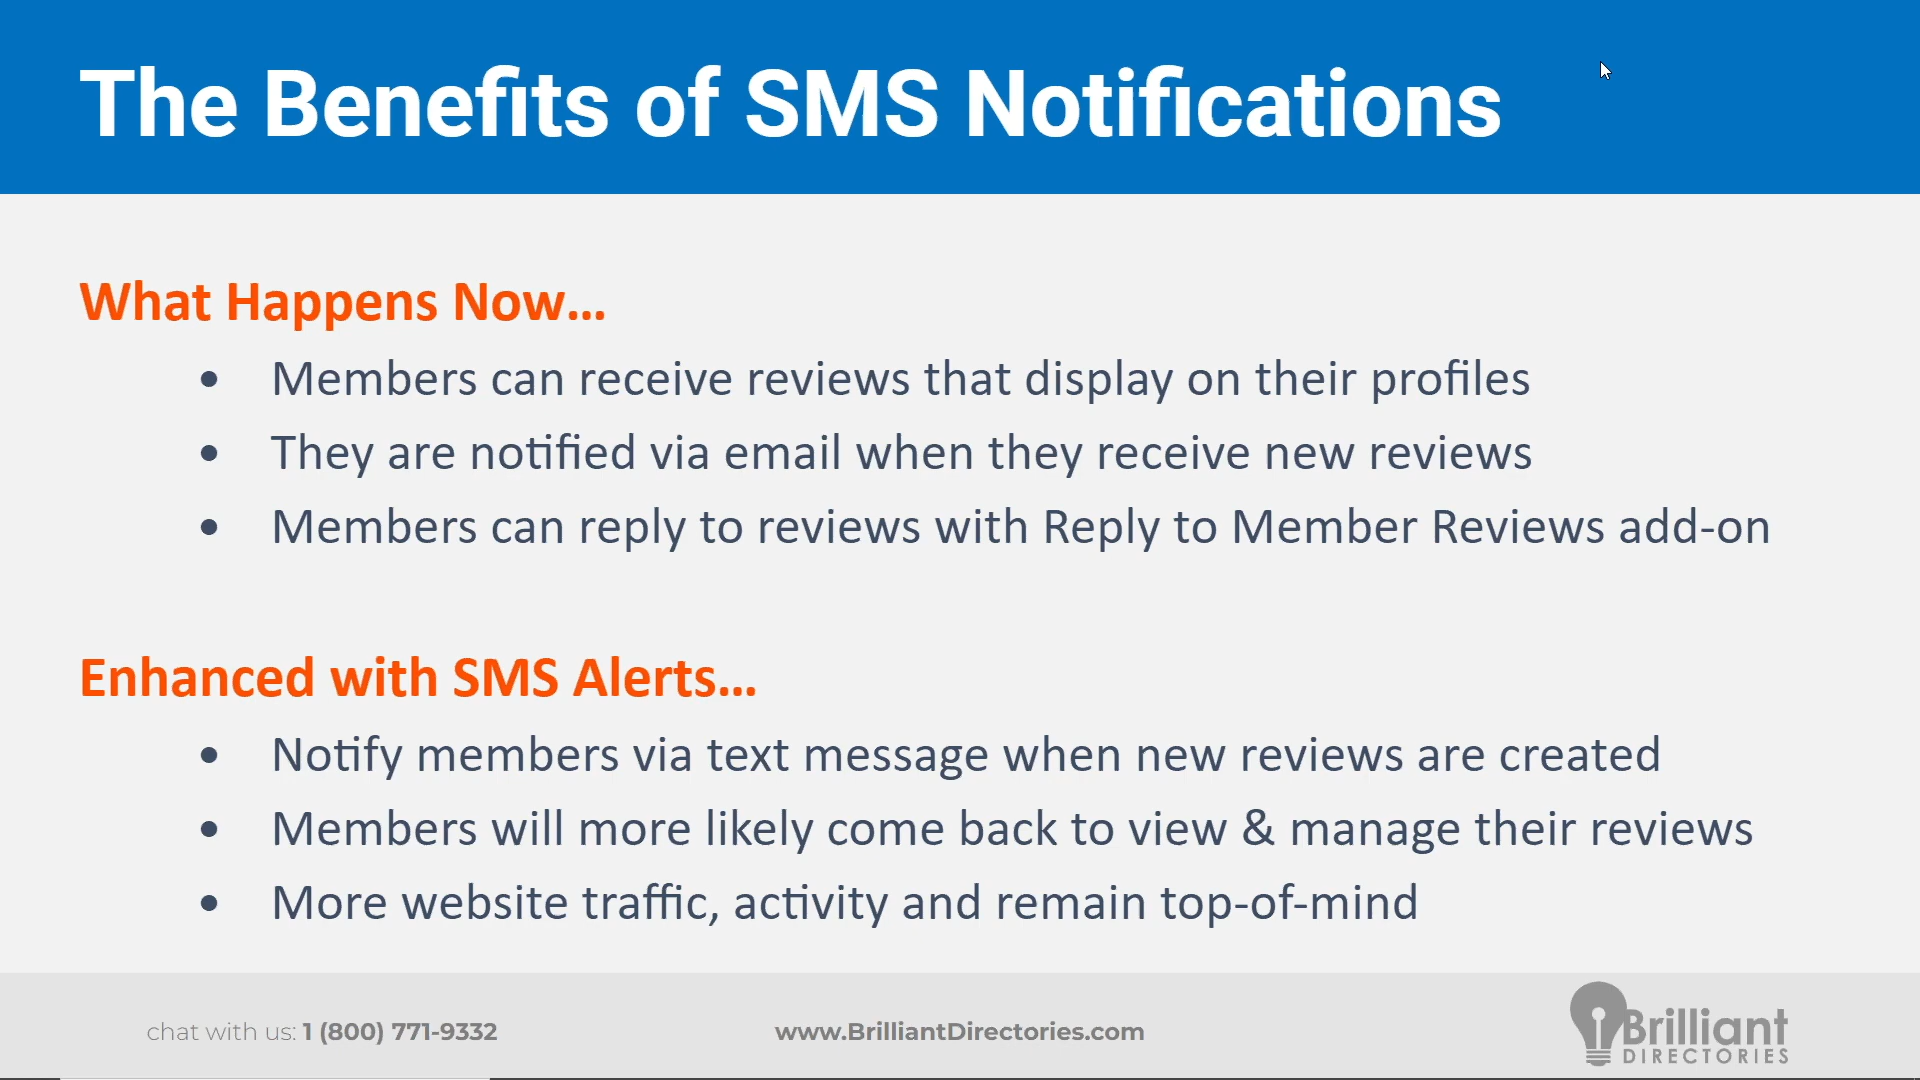 The Benefits of SMS Notifications
What Happens Now...
• Members can receive reviews that display on their profiles
• They are notified via email when they receive new reviews
• Members can reply to reviews with Reply to Member Reviews add-on
Enhanced with SMS Alerts...
• Notify members via text message when new reviews are created
• Members will more likely come back to view & manage their reviews
• More website traffic, activity and remain top-of-mind
chat with us: 1 (800) 771-9332
www.BrilliantDirectories.com
Brilliant
DIRECTORIES